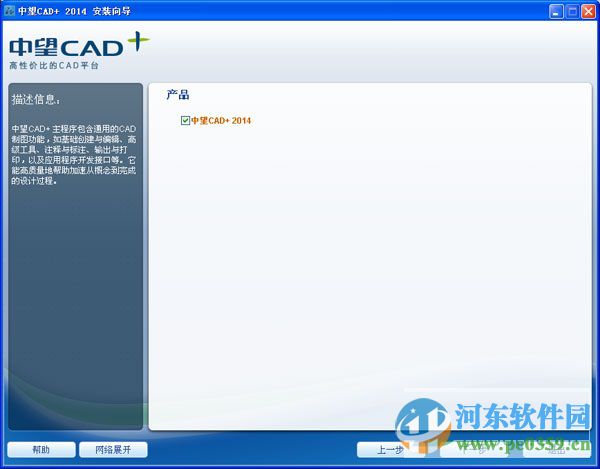 中望CAD+ 2014 安装向导
中望CAD+
高性价比的CAD平台
描述信息:
中望CAD+ 主程序包含通用的CAD
制图功能，如基础创建与编辑、高
级工具、注释与标注、输出与打
印，以及应用程序开发接口等。它
能高质量地帮助加速从概念到完成
的设计过程。
产品
中望CAD+ 2014
帮助
网络展开
上一步
河东软件园
www.pc0359.cn